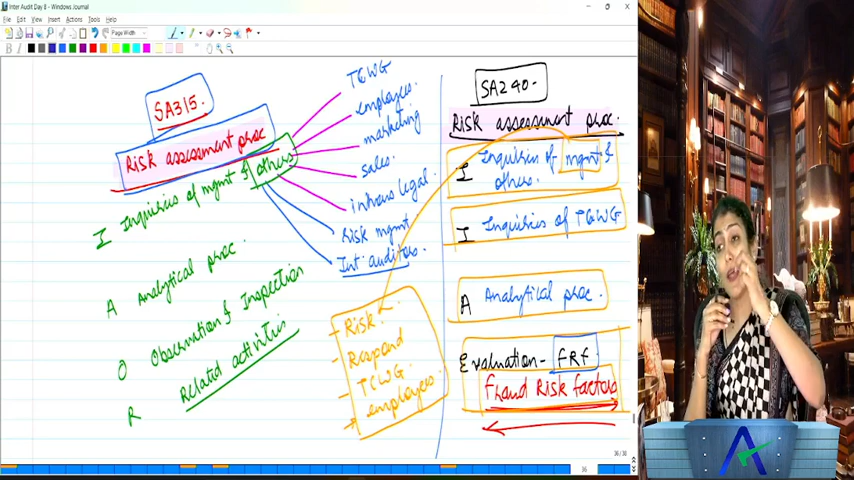 Inter Audit Day 8 - Windows Journal
File Edit View Insert Actions Tools Help
Page Width
SA315.
Risk assessment proc
I Inquiries of mgmt & others
A Analytical proc.
O Observation & Inspection
R Related activities
TCWG
employees.
marketing
sales.
inhouse legal.
Risk mgmt
Int auditors.
Risk.
Respond
TCWG
employees.
SA240.
Risk assessment proc.
I Inquiries of mgmt & others.
I Inquiries of TCWG
A Analytical proc.
Evaluation - FRF
Fraud Risk factors
36 / 36
36